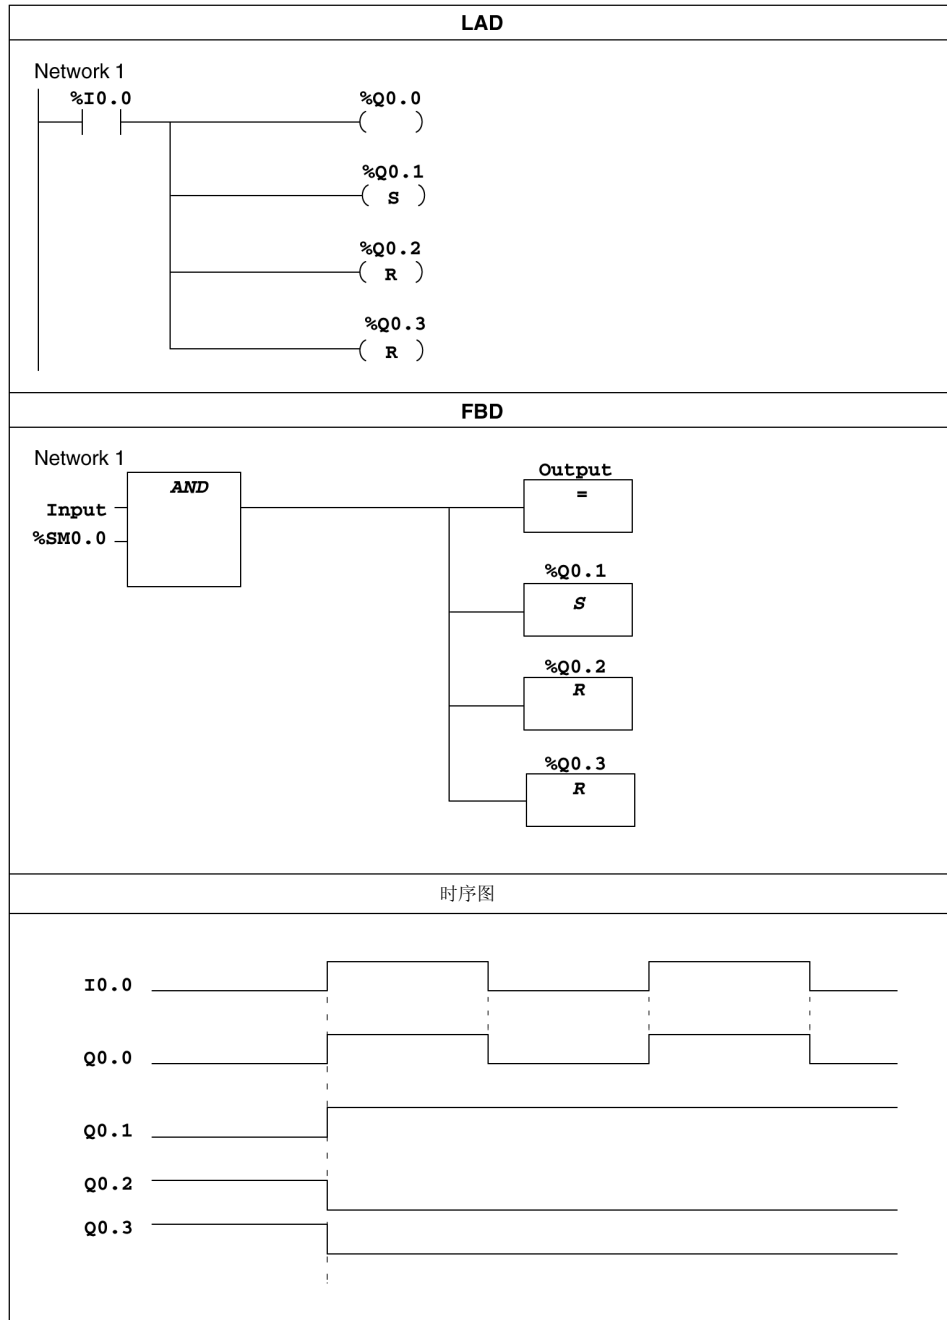 LAD
Network 1
%I0.0 %Q0.0
( )
%Q0.1
( S )
%Q0.2
( R )
%Q0.3
( R )
FBD
Network 1
Output
AND =
Input
%SM0.0
%Q0.1
S
%Q0.2
R
%Q0.3
R
时序图
I0.0
Q0.0
Q0.1
Q0.2
Q0.3